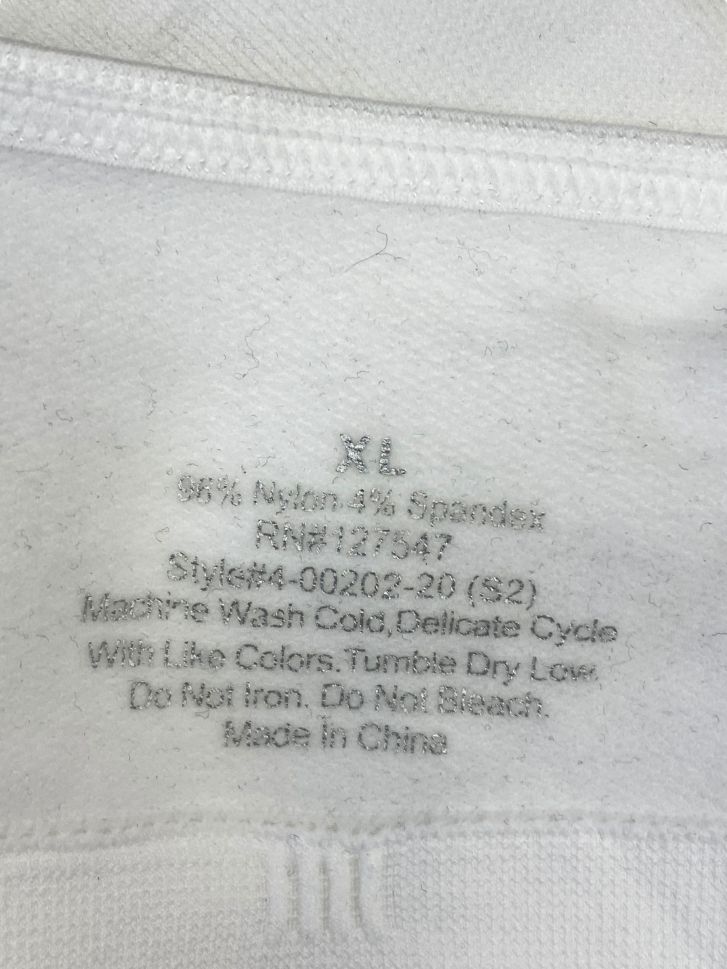 XL
96% Nylon 4% Spandex
RN#127547
Style#4-00202-20 (S2)
Machine Wash Cold,Delicate Cycle
With Like Colors.Tumble Dry Low.
Do Not Iron. Do Not Bleach.
Made In China